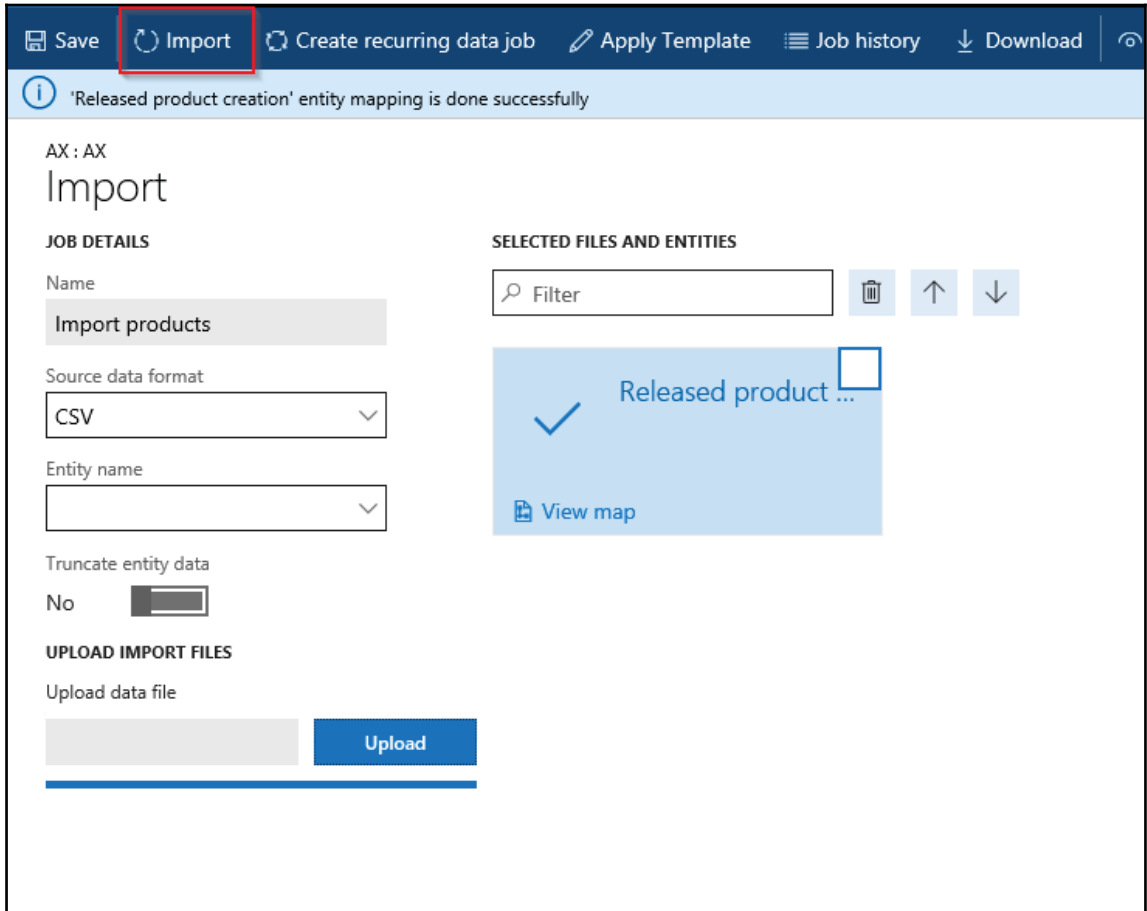 Save Import Create recurring data job Apply Template Job history Download
'Released product creation' entity mapping is done successfully
AX : AX
Import
JOB DETAILS
Name
Import products
Source data format
CSV
Entity name
Truncate entity data
No
UPLOAD IMPORT FILES
Upload data file
Upload
SELECTED FILES AND ENTITIES
Filter
Released product ...
View map